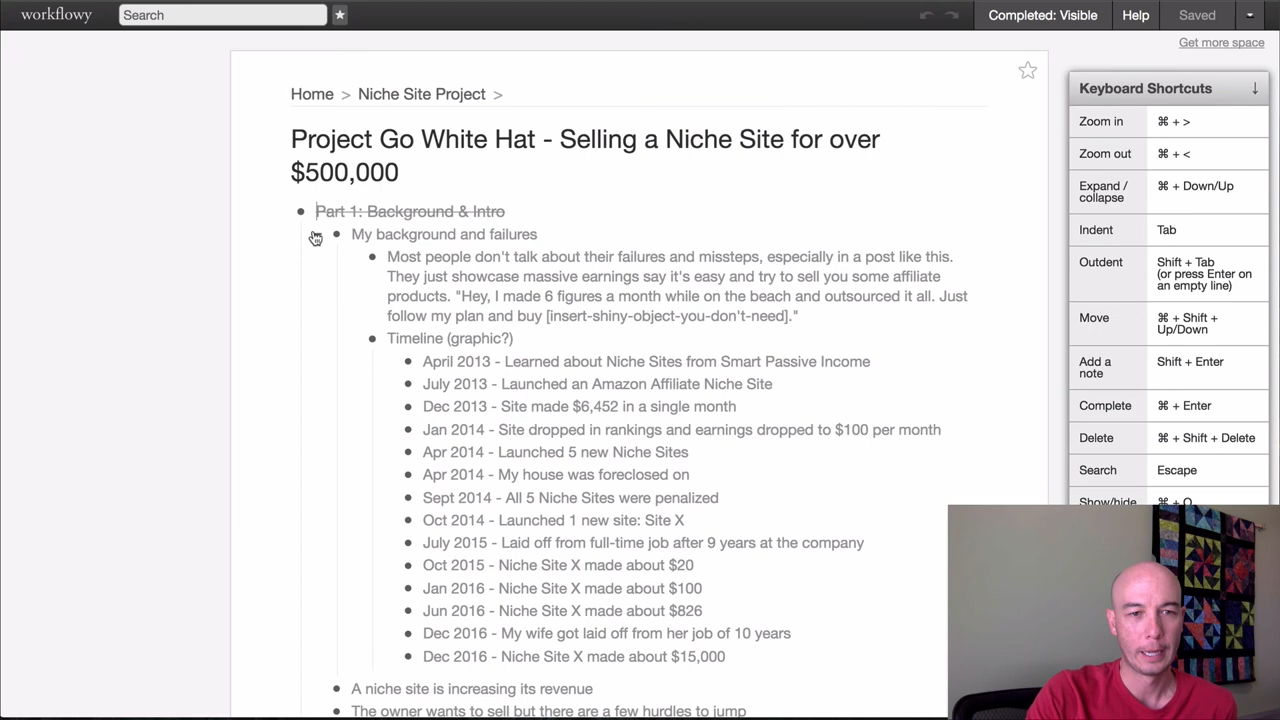 workflowy
Search
Completed: Visible
Help
Saved
Get more space
Home > Niche Site Project >
Project Go White Hat - Selling a Niche Site for over
$500,000
Part 1: Background & Intro
My background and failures
Most people don't talk about their failures and missteps, especially in a post like this.
They just showcase massive earnings say it's easy and try to sell you some affiliate
products. "Hey, I made 6 figures a month while on the beach and outsourced it all. Just
follow my plan and buy [insert-shiny-object-you-don't-need]."
Timeline (graphic?)
April 2013 - Learned about Niche Sites from Smart Passive Income
July 2013 - Launched an Amazon Affiliate Niche Site
Dec 2013 - Site made $6,452 in a single month
Jan 2014 - Site dropped in rankings and earnings dropped to $100 per month
Apr 2014 - Launched 5 new Niche Sites
Apr 2014 - My house was foreclosed on
Sept 2014 - All 5 Niche Sites were penalized
Oct 2014 - Launched 1 new site: Site X
July 2015 - Laid off from full-time job after 9 years at the company
Oct 2015 - Niche Site X made about $20
Jan 2016 - Niche Site X made about $100
Jun 2016 - Niche Site X made about $826
Dec 2016 - My wife got laid off from her job of 10 years
Dec 2016 - Niche Site X made about $15,000
A niche site is increasing its revenue
The owner wants to sell but there are a few hurdles to jump
Keyboard Shortcuts ↓
Zoom in ⌘ + >
Zoom out ⌘ + <
Expand / ⌘ + Down/Up
collapse
Indent Tab
Outdent Shift + Tab
(or press Enter on
an empty line)
Move ⌘ + Shift +
Up/Down
Add a Shift + Enter
note
Complete ⌘ + Enter
Delete ⌘ + Shift + Delete
Search Escape
Show/hide ⌘ + O